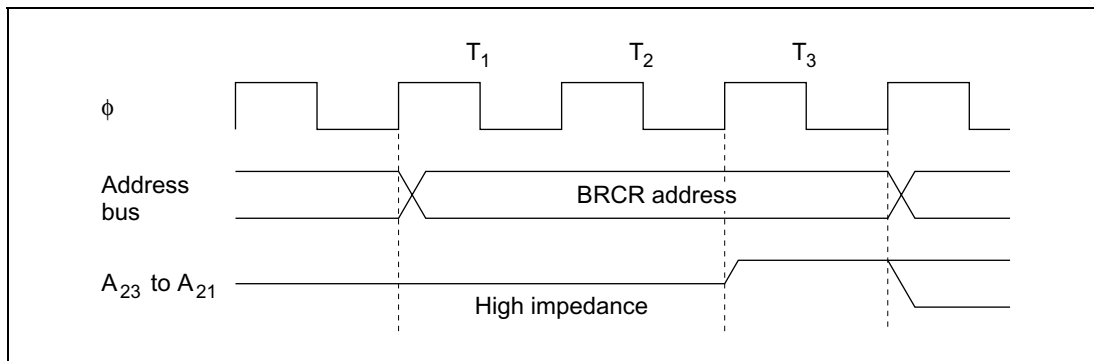 T1 T2 T3
ϕ
Address
bus
BRCR address
A23 to A21
High impedance